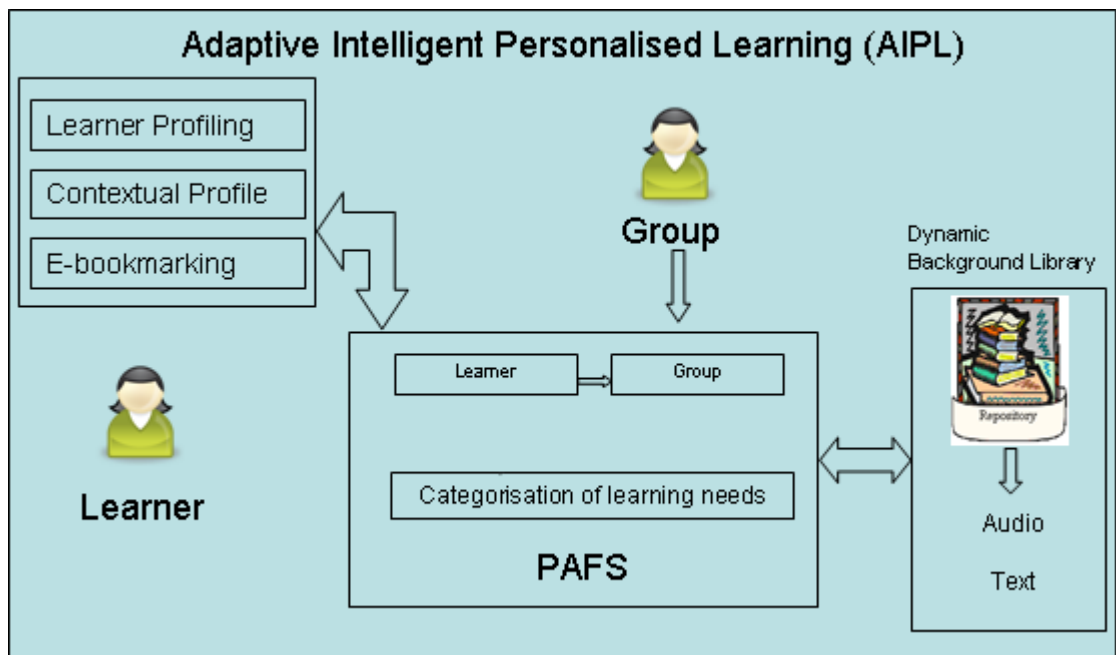 Adaptive Intelligent Personalised Learning (AIPL)
Learner Profiling
Contextual Profile
E-bookmarking
Group
Dynamic
Background Library
Repository
Learner
Group
Learner
Categorisation of learning needs
PAFS
Audio
Text